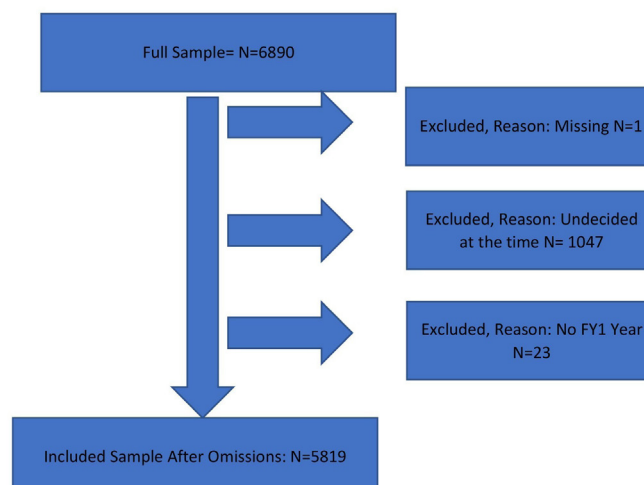 Full Sample= N=6890
Excluded, Reason: Missing N=1
Excluded, Reason: Undecided
at the time N= 1047
Excluded, Reason: No FY1 Year
N=23
Included Sample After Omissions: N=5819